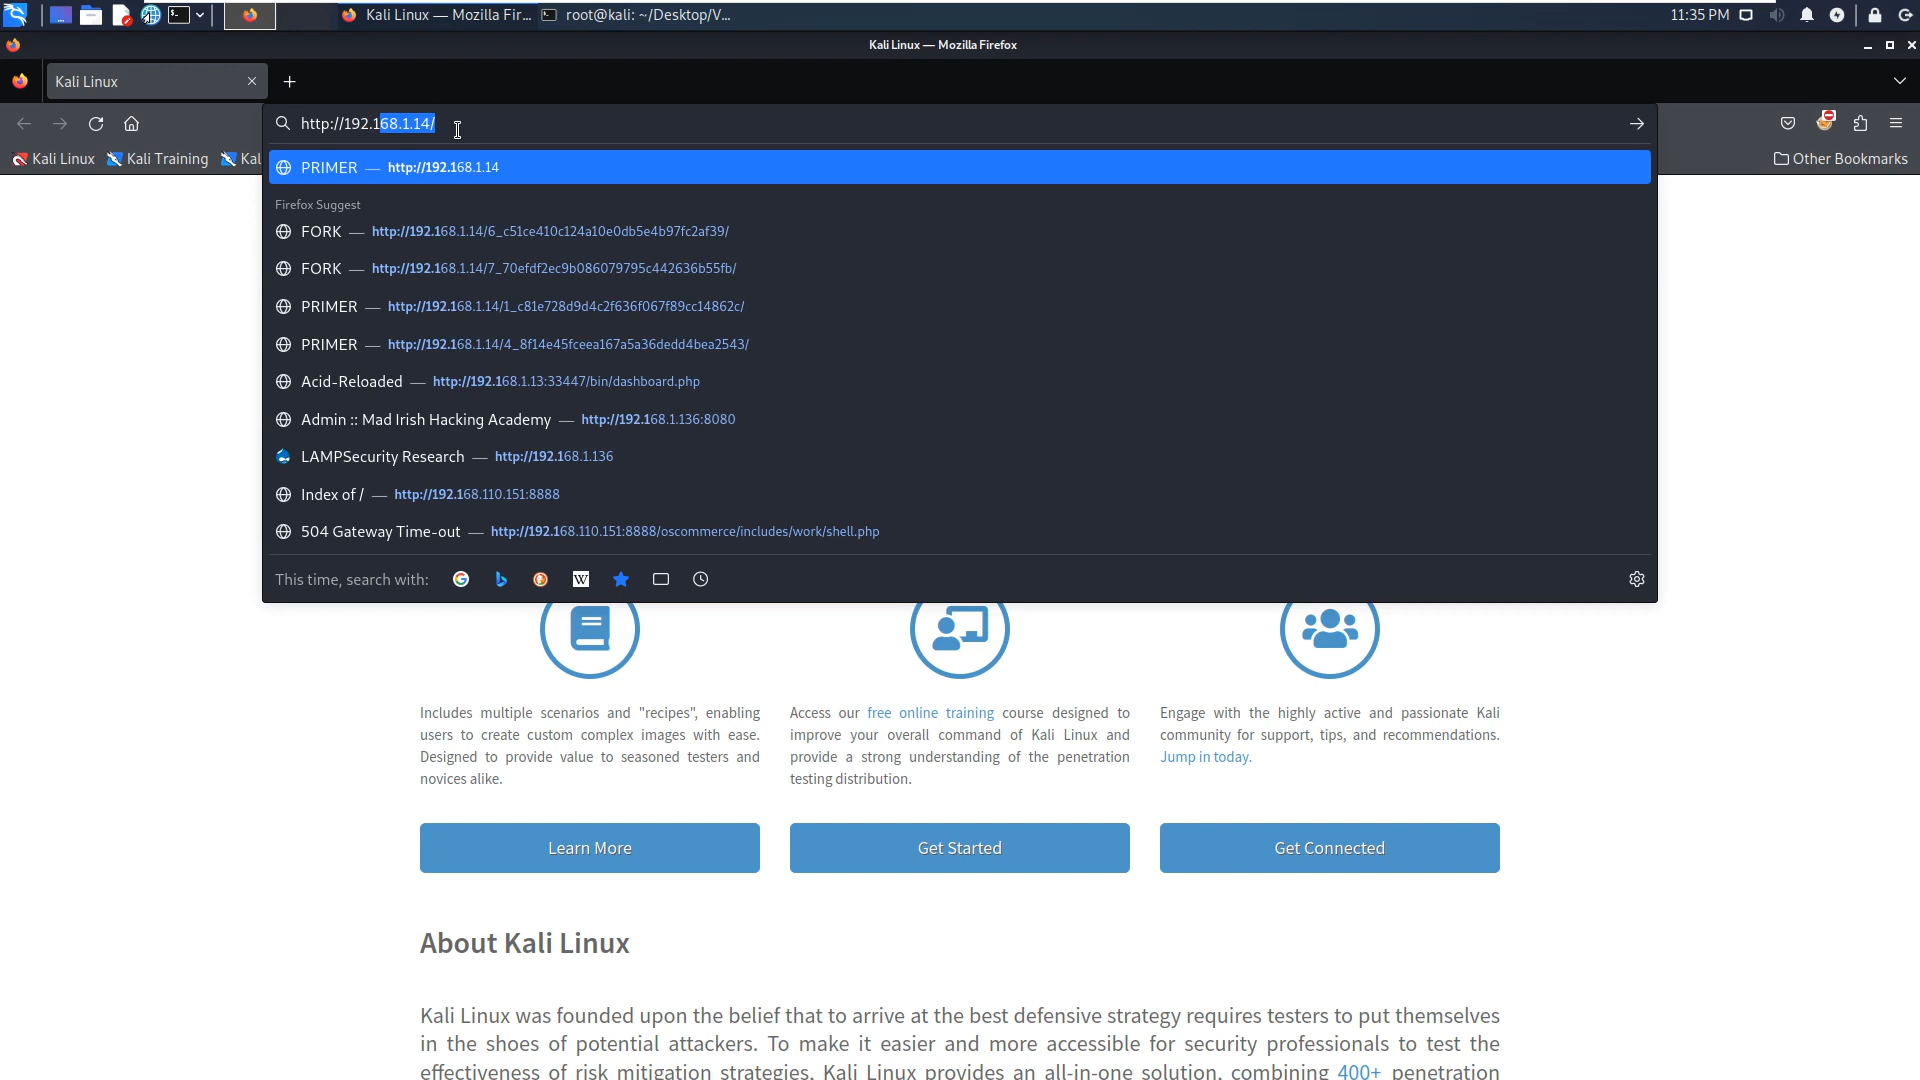 Kali Linux — Mozilla Fir...
root@kali: ~/Desktop/V...
11:35 PM
Kali Linux — Mozilla Firefox
Kali Linux
http://192.168.1.14/
Kali Linux
Kali Training
Kal
Other Bookmarks
PRIMER — http://192.168.1.14
Firefox Suggest
FORK — http://192.168.1.14/6_c51ce410c124a10e0db5e4b97fc2af39/
FORK — http://192.168.1.14/7_70efdf2ec9b086079795c442636b55fb/
PRIMER — http://192.168.1.14/1_c81e728d9d4c2f636f067f89cc14862c/
PRIMER — http://192.168.1.14/4_8f14e45fceea167a5a36dedd4bea2543/
Acid-Reloaded — http://192.168.1.13:33447/bin/dashboard.php
Admin :: Mad Irish Hacking Academy — http://192.168.1.136:8080
LAMPSecurity Research — http://192.168.1.136
Index of / — http://192.168.110.151:8888
504 Gateway Time-out — http://192.168.110.151:8888/oscommerce/includes/work/shell.php
This time, search with:
W
Includes multiple scenarios and "recipes", enabling
users to create custom complex images with ease.
Designed to provide value to seasoned testers and
novices alike.
Access our free online training course designed to
improve your overall command of Kali Linux and
provide a strong understanding of the penetration
testing distribution.
Engage with the highly active and passionate Kali
community for support, tips, and recommendations.
Jump in today.
Learn More
Get Started
Get Connected
About Kali Linux
Kali Linux was founded upon the belief that to arrive at the best defensive strategy requires testers to put themselves
in the shoes of potential attackers. To make it easier and more accessible for security professionals to test the
effectiveness of risk mitigation strategies, Kali Linux provides an all-in-one solution, combining 400+ penetration